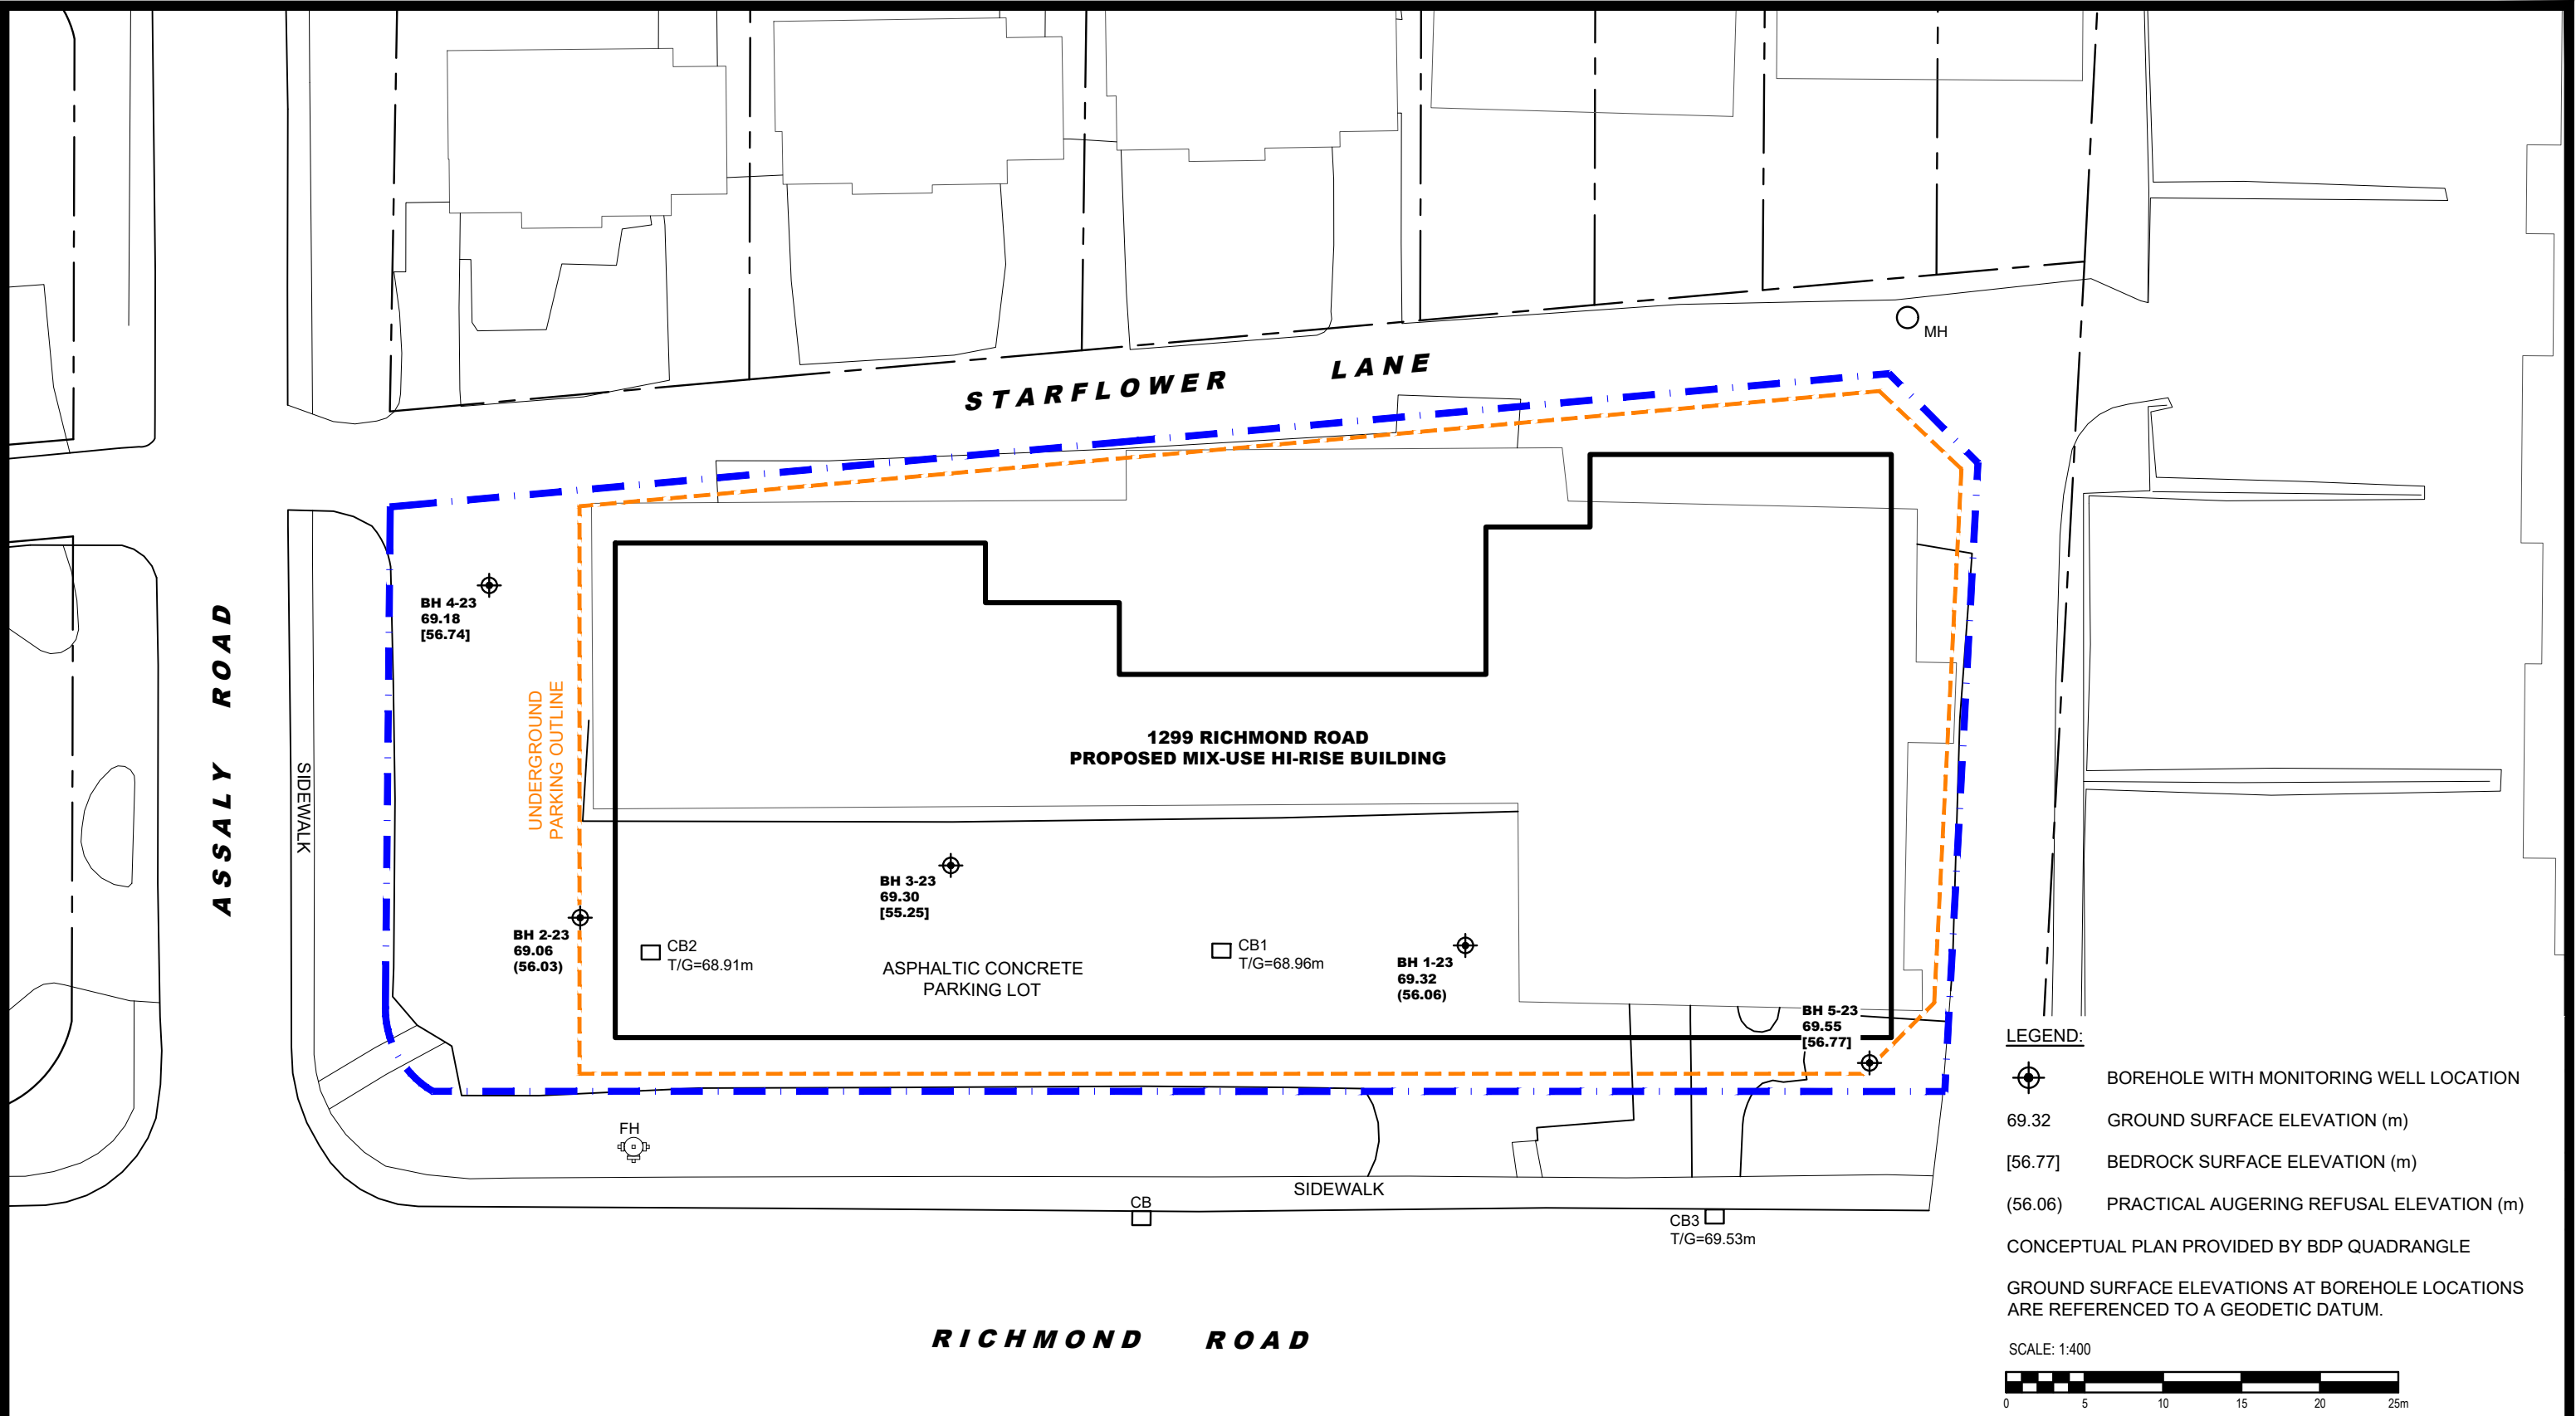 MH
STARFLOWER LANE
BH 4-23
69.18
[56.74]
ASSALY ROAD
SIDEWALK
UNDERGROUND
PARKING OUTLINE
1299 RICHMOND ROAD
PROPOSED MIX-USE HI-RISE BUILDING
BH 3-23
69.30
[55.25]
BH 2-23
69.06
(56.03)
CB2
T/G=68.91m
ASPHALTIC CONCRETE
PARKING LOT
CB1
T/G=68.96m
BH 1-23
69.32
(56.06)
BH 5-23
69.55
[56.77]
FH
SIDEWALK
CB
CB3
T/G=69.53m
RICHMOND ROAD
LEGEND:
BOREHOLE WITH MONITORING WELL LOCATION
69.32 GROUND SURFACE ELEVATION (m)
[56.77] BEDROCK SURFACE ELEVATION (m)
(56.06) PRACTICAL AUGERING REFUSAL ELEVATION (m)
CONCEPTUAL PLAN PROVIDED BY BDP QUADRANGLE
GROUND SURFACE ELEVATIONS AT BOREHOLE LOCATIONS
ARE REFERENCED TO A GEODETIC DATUM.
SCALE: 1:400
0 5 10 15 20 25m